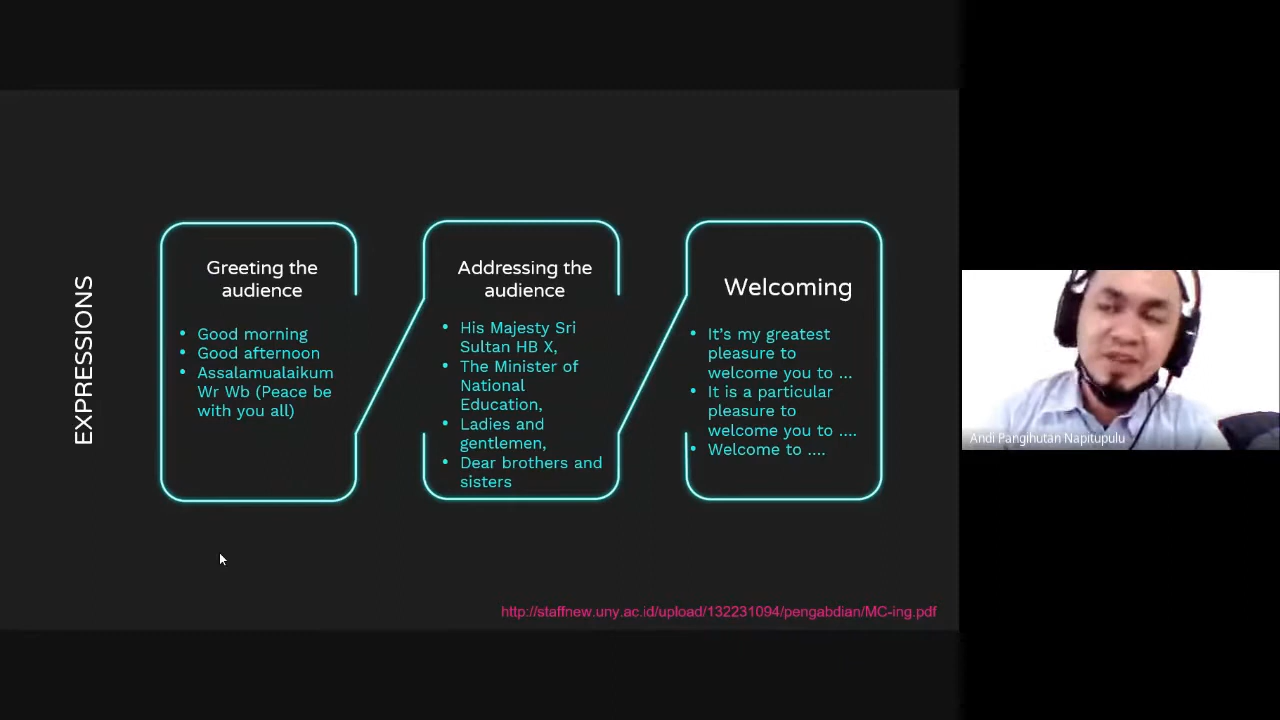 EXPRESSIONS
Greeting the
audience
• Good morning
• Good afternoon
• Assalamualaikum
Wr Wb (Peace be
with you all)
Addressing the
audience
• His Majesty Sri
Sultan HB X,
• The Minister of
National
Education,
• Ladies and
gentlemen,
• Dear brothers and
sisters
Welcoming
• It’s my greatest
pleasure to
welcome you to ...
• It is a particular
pleasure to
welcome you to ....
• Welcome to ....
http://staffnew.uny.ac.id/upload/132231094/pengabdian/MC-ing.pdf
Andi Pangihutan Napitupulu